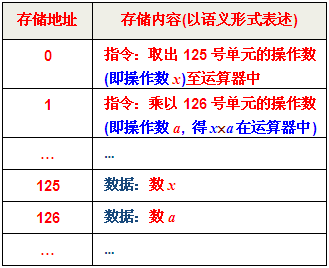 存储地址 存储内容(以语义形式表述)
0 指令：取出 125 号单元的操作数
(即操作数 x)至运算器中
1 指令：乘以 126 号单元的操作数
(即操作数 a，得 x×a 在运算器中)
… …
125 数据：数 x
126 数据：数 a
… …